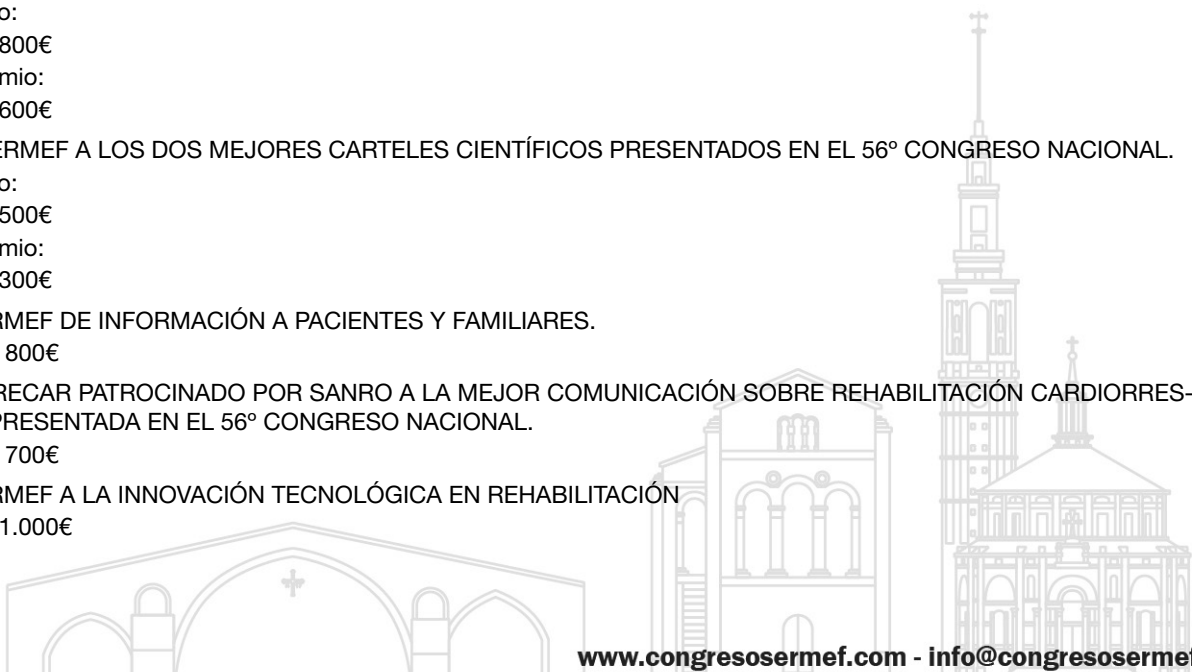 o:
800€
mio:
600€
ERMEF A LOS DOS MEJORES CARTELES CIENTÍFICOS PRESENTADOS EN EL 56º CONGRESO NACIONAL.
o:
500€
mio:
300€
RMEF DE INFORMACIÓN A PACIENTES Y FAMILIARES.
800€
RECAR PATROCINADO POR SANRO A LA MEJOR COMUNICACIÓN SOBRE REHABILITACIÓN CARDIORRES-
PRESENTADA EN EL 56º CONGRESO NACIONAL.
700€
RMEF A LA INNOVACIÓN TECNOLÓGICA EN REHABILITACIÓN
1.000€
www.congresosermef.com - info@congresosermef